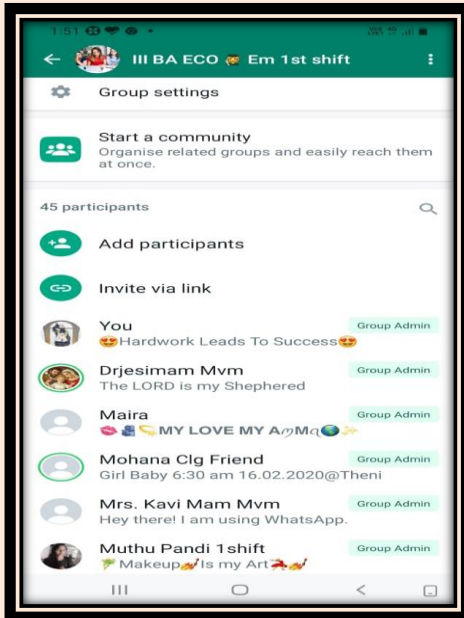 1:51
III BA ECO 🧑‍🎓 Em 1st shift
Group settings
Start a community
Organise related groups and easily reach them
at once.
45 participants
Add participants
Invite via link
You
Group Admin
😍Hardwork Leads To Success😍
Drjesimam Mvm
Group Admin
The LORD is my Shephered
Maira
Group Admin
MY LOVE MY AണMq
Mohana Clg Friend
Group Admin
Girl Baby 6:30 am 16.02.2020@Theni
Mrs. Kavi Mam Mvm
Group Admin
Hey there! I am using WhatsApp.
Muthu Pandi 1shift
Group Admin
Makeup💅Is my Art💅